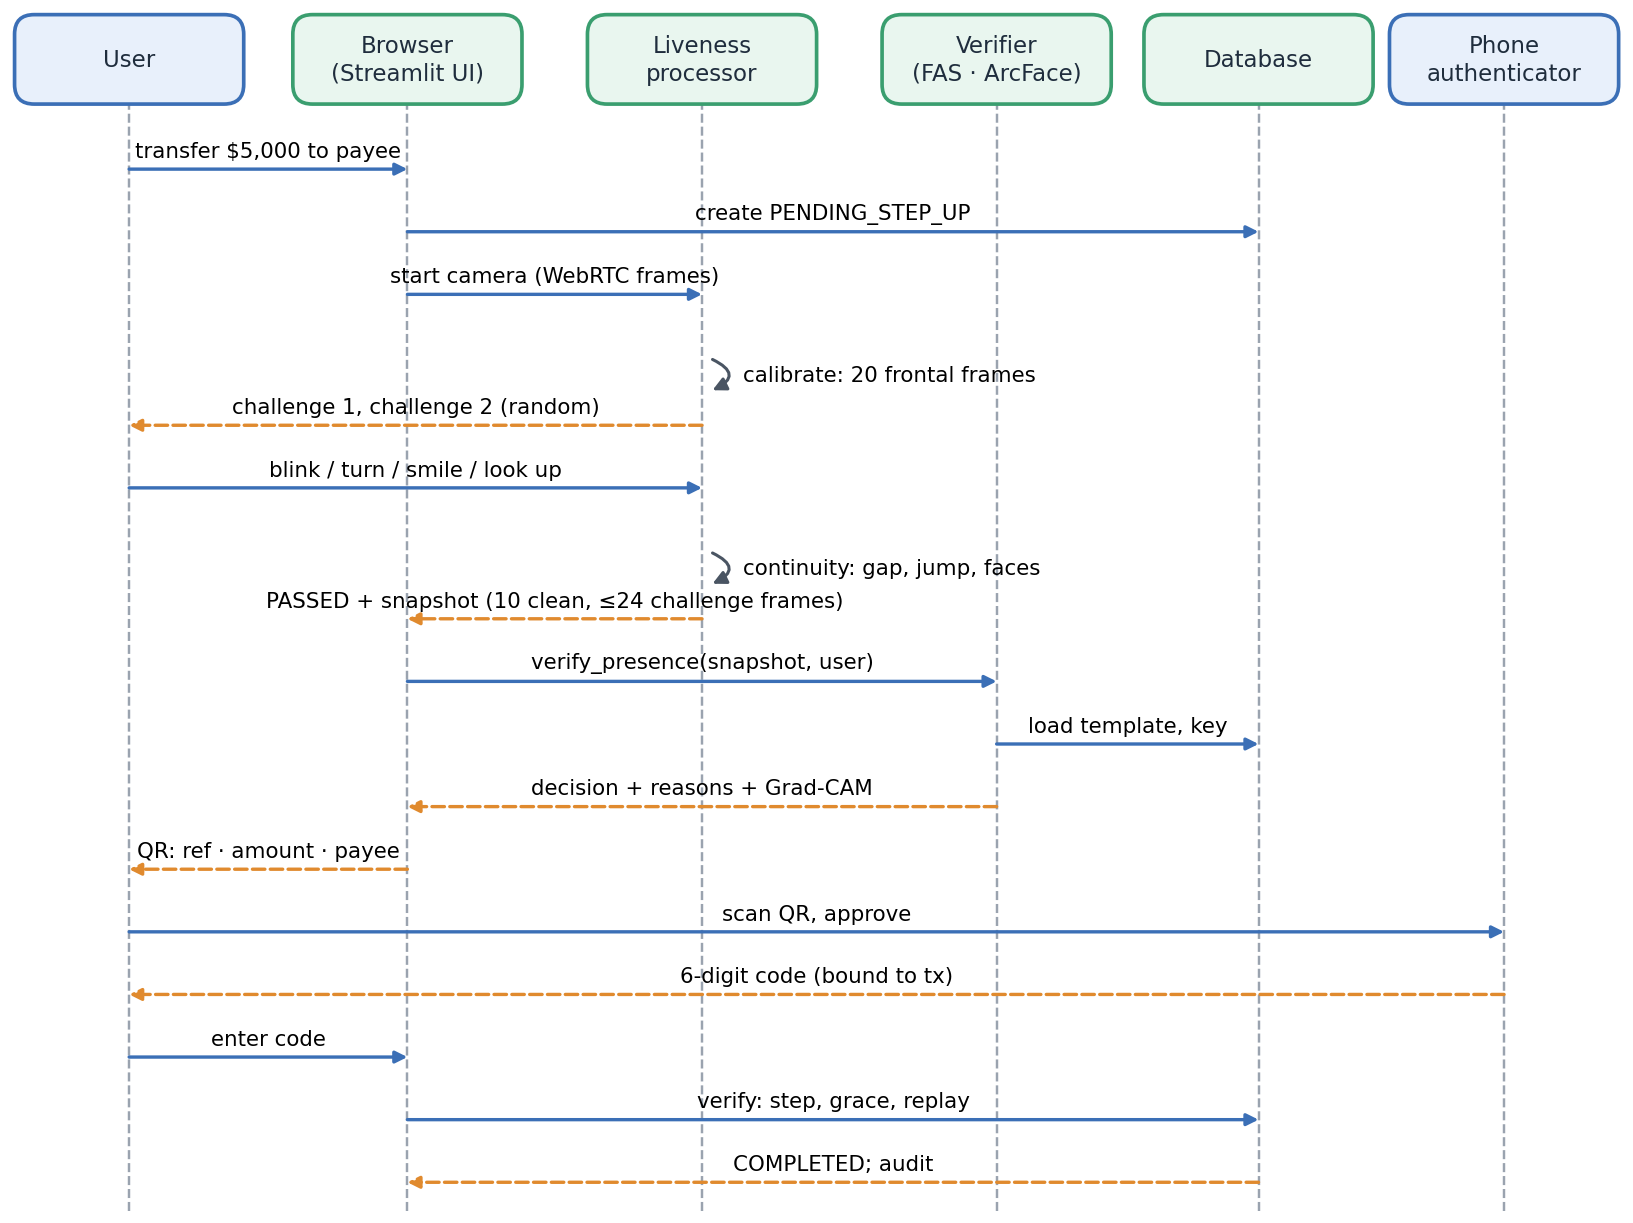 User
Browser
(Streamlit UI)
Liveness
processor
Verifier
(FAS · ArcFace)
Database
Phone
authenticator
transfer $5,000 to payee
create PENDING_STEP_UP
start camera (WebRTC frames)
calibrate: 20 frontal frames
challenge 1, challenge 2 (random)
blink / turn / smile / look up
continuity: gap, jump, faces
PASSED + snapshot (10 clean, ≤24 challenge frames)
verify_presence(snapshot, user)
load template, key
decision + reasons + Grad-CAM
QR: ref · amount · payee
scan QR, approve
6-digit code (bound to tx)
enter code
verify: step, grace, replay
COMPLETED; audit